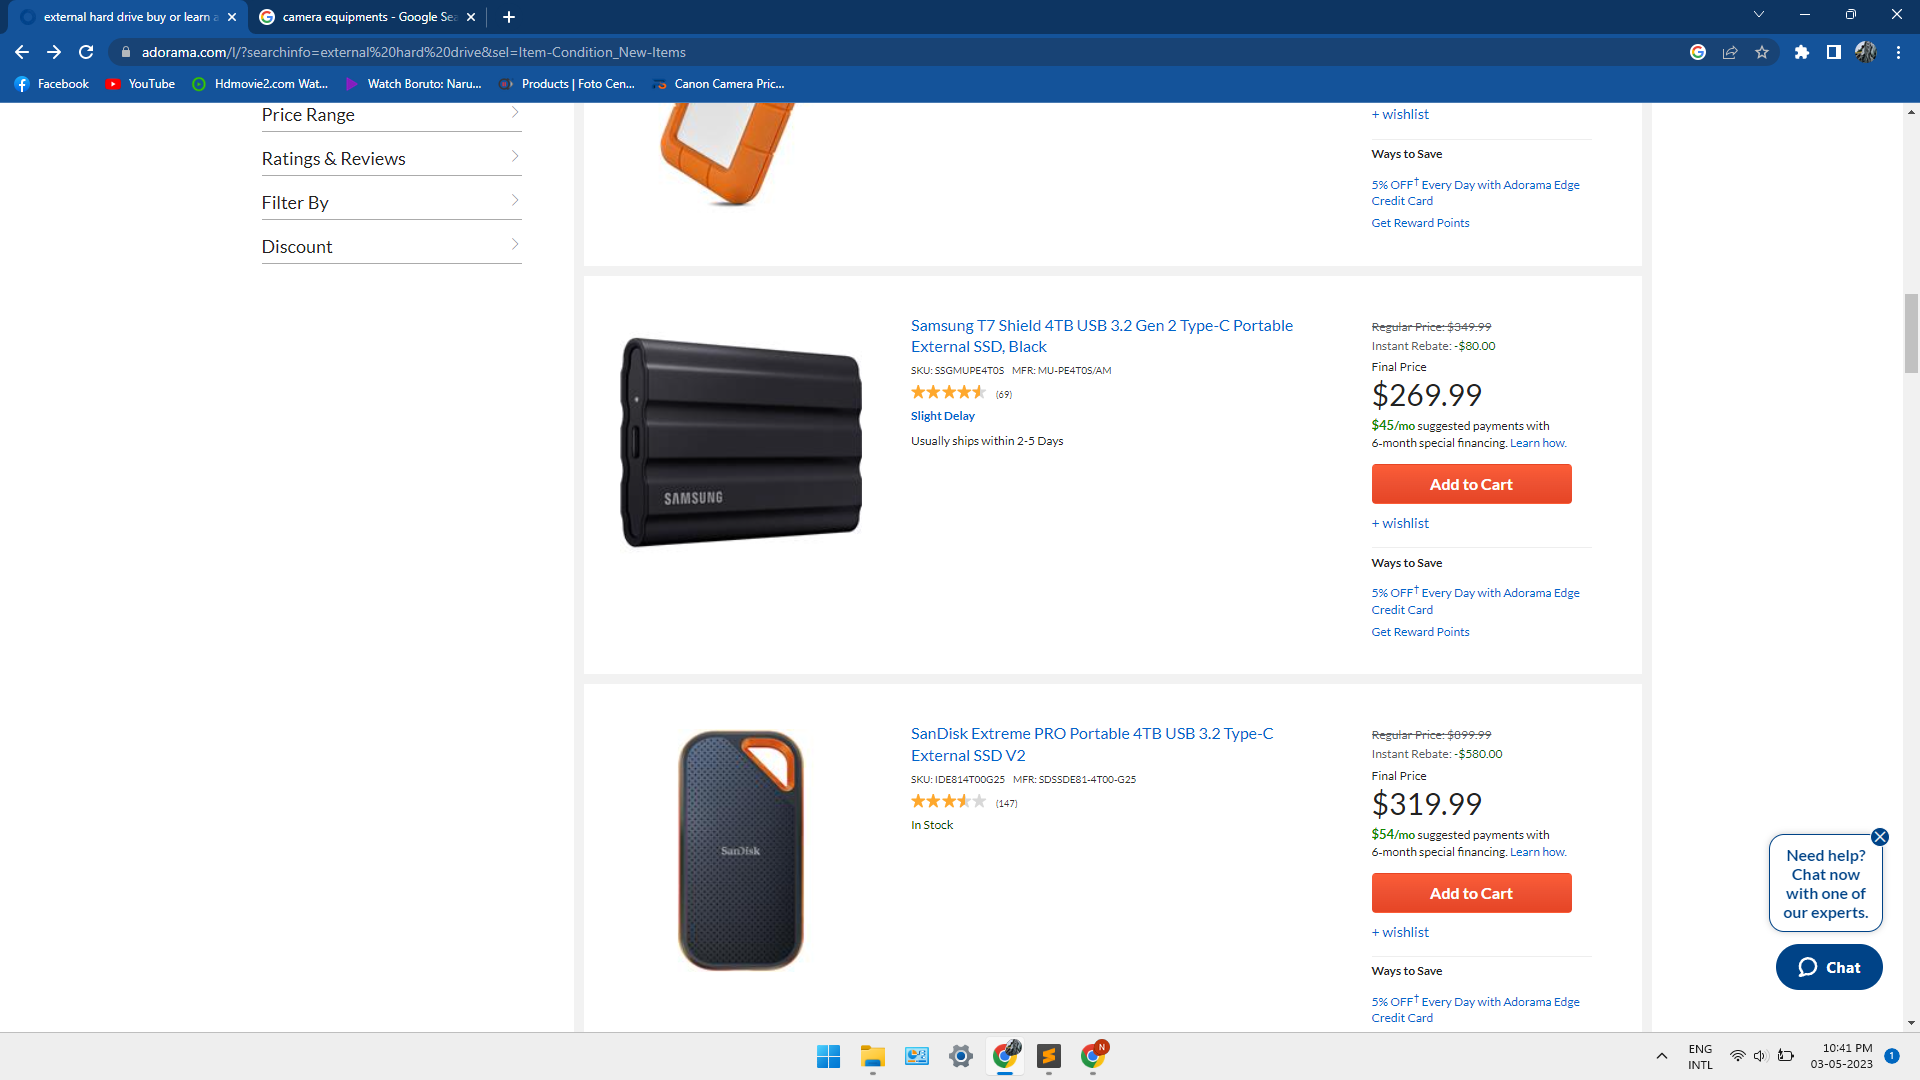 external hard drive buy or learn a
camera equipments - Google Sea
adorama.com/l/?searchinfo=external%20hard%20drive&sel=Item-Condition_New-Items
Facebook
YouTube
Hdmovie2.com Wat...
Watch Boruto: Naru...
Products | Foto Cen...
Canon Camera Pric...
Price Range
Ratings & Reviews
Filter By
Discount
+ wishlist
Ways to Save
5% OFF† Every Day with Adorama Edge
Credit Card
Get Reward Points
SAMSUNG
Samsung T7 Shield 4TB USB 3.2 Gen 2 Type-C Portable
External SSD, Black
SKU: SSGMUPE4T0S MFR: MU-PE4T0S/AM
(69)
Slight Delay
Usually ships within 2-5 Days
Regular Price: $349.99
Instant Rebate: -$80.00
Final Price
$269.99
$45/mo suggested payments with
6-month special financing. Learn how.
Add to Cart
+ wishlist
Ways to Save
5% OFF† Every Day with Adorama Edge
Credit Card
Get Reward Points
SanDisk
SanDisk Extreme PRO Portable 4TB USB 3.2 Type-C
External SSD V2
SKU: IDE814T00G25 MFR: SDSSDE81-4T00-G25
(147)
In Stock
Regular Price: $899.99
Instant Rebate: -$580.00
Final Price
$319.99
$54/mo suggested payments with
6-month special financing. Learn how.
Add to Cart
+ wishlist
Ways to Save
5% OFF† Every Day with Adorama Edge
Credit Card
Need help?
Chat now
with one of
our experts.
Chat
N
ENG
INTL
10:41 PM
03-05-2023
1